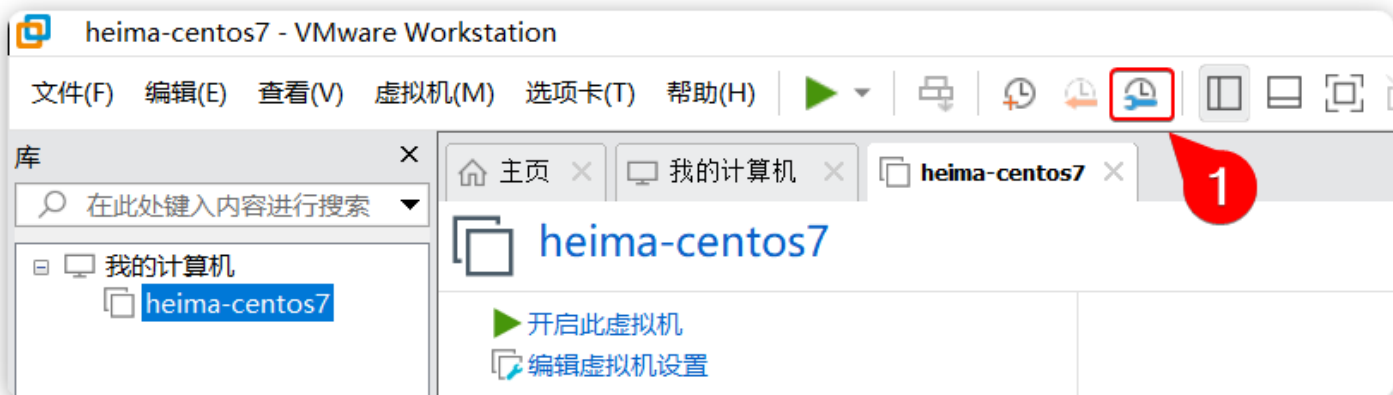 heima-centos7 - VMware Workstation
文件(F) 编辑(E) 查看(V) 虚拟机(M) 选项卡(T) 帮助(H)
1
库
主页 我的计算机 heima-centos7
在此处键入内容进行搜索
heima-centos7
我的计算机
heima-centos7
开启此虚拟机
编辑虚拟机设置